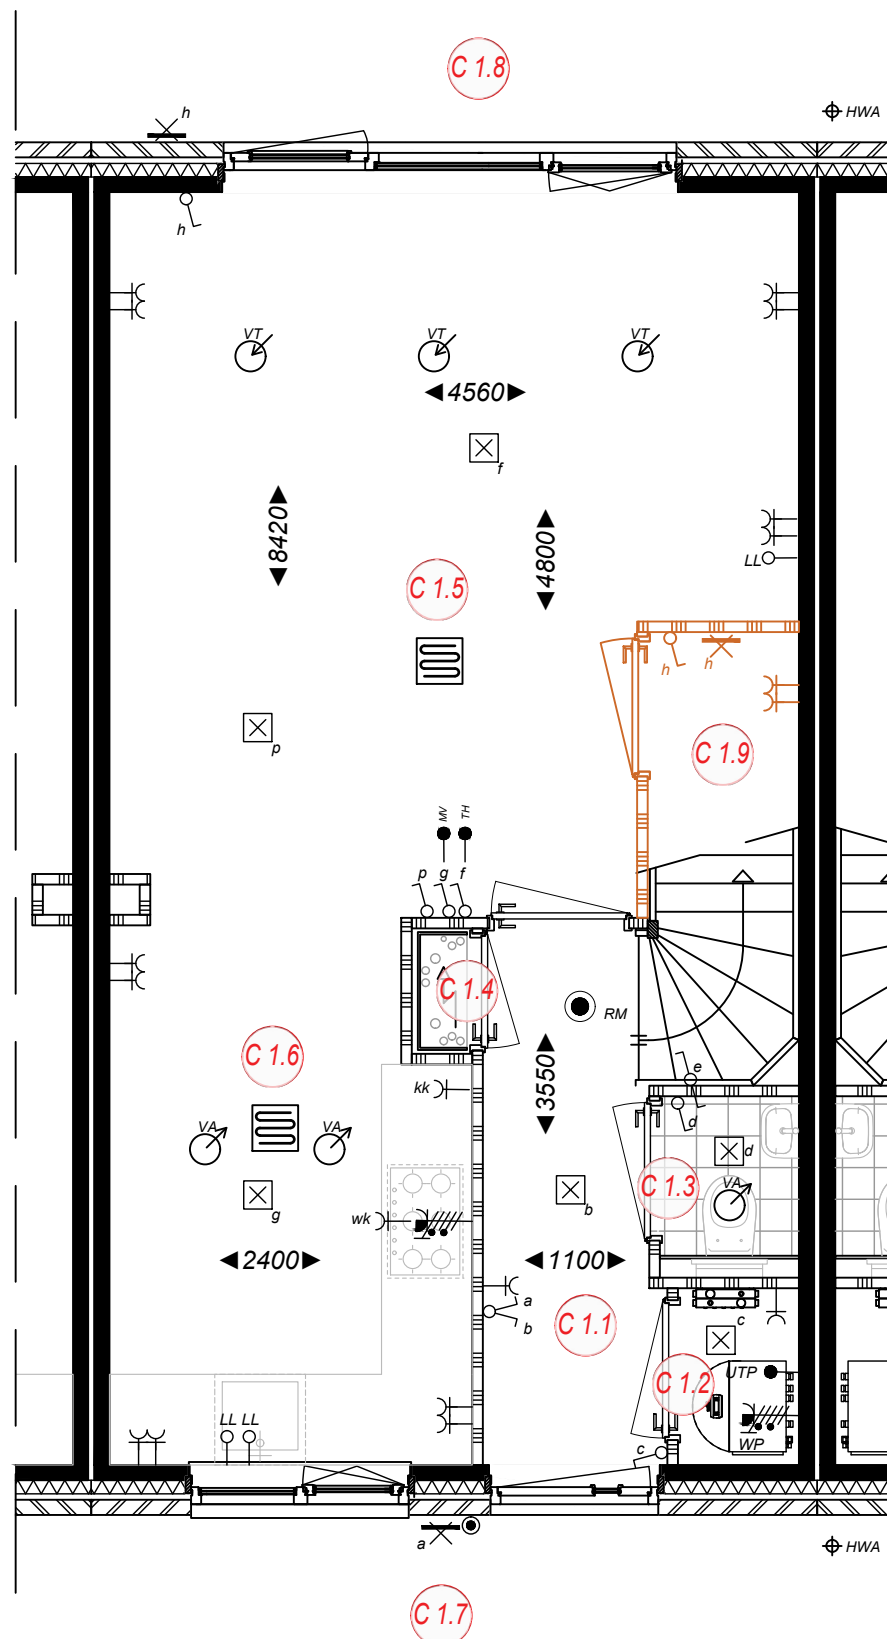 C 1.8
HWA
h
h
VT
VT
VT
4560
f
8420
4800
LL
C 1.5
h
h
p
C 1.9
MV
TH
p
g
f
C 1.4
RM
C 1.6
3550
e
kk
d
VA
VA
d
C 1.3
VA
g
b
wk
2400
1100
a
b
C 1.1
c
C 1.2
UTP
LL
LL
WP
c
a
HWA
C 1.7